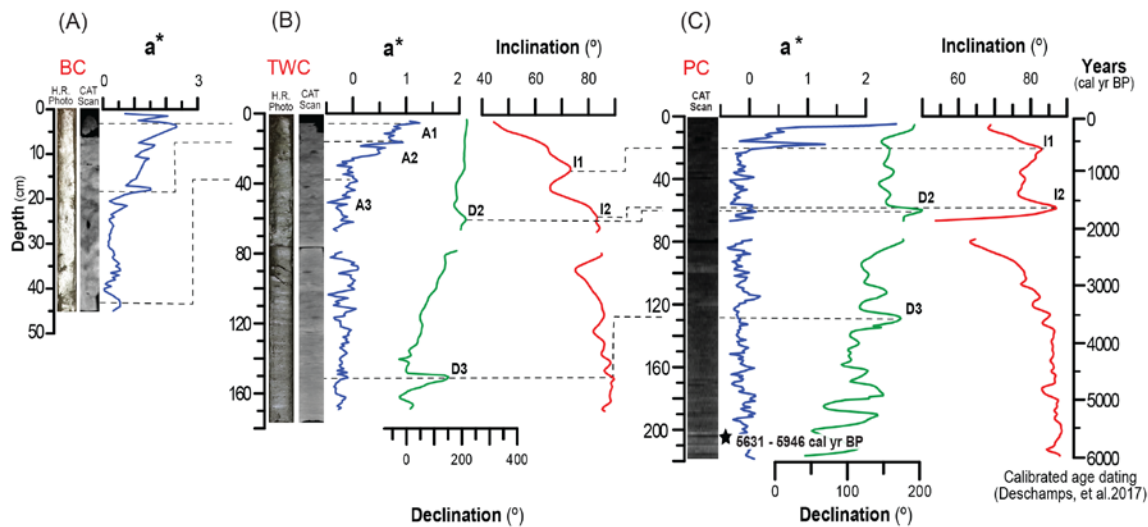 (A)
a*
0 3
BC
H.R. Photo
CAT Scan
0
10
20
30
40
50
Depth (cm)
(B)
a*
Inclination (º)
0 1 2 40 60 80
TWC
H.R. Photo
CAT Scan
0
40
80
120
160
A1
A2
A3
D2
D3
I1
I2
0 200 400
Declination (º)
(C)
a*
Inclination (º)
0 1 2 60 80
Years
(cal yr BP)
PC
CAT Scan
0
40
80
120
160
200
I1
I2
D2
D3
5631 - 5946 cal yr BP
0
1000
2000
3000
4000
5000
6000
0 100 200
Declination (º)
Calibrated age dating
(Deschamps, et al.2017)